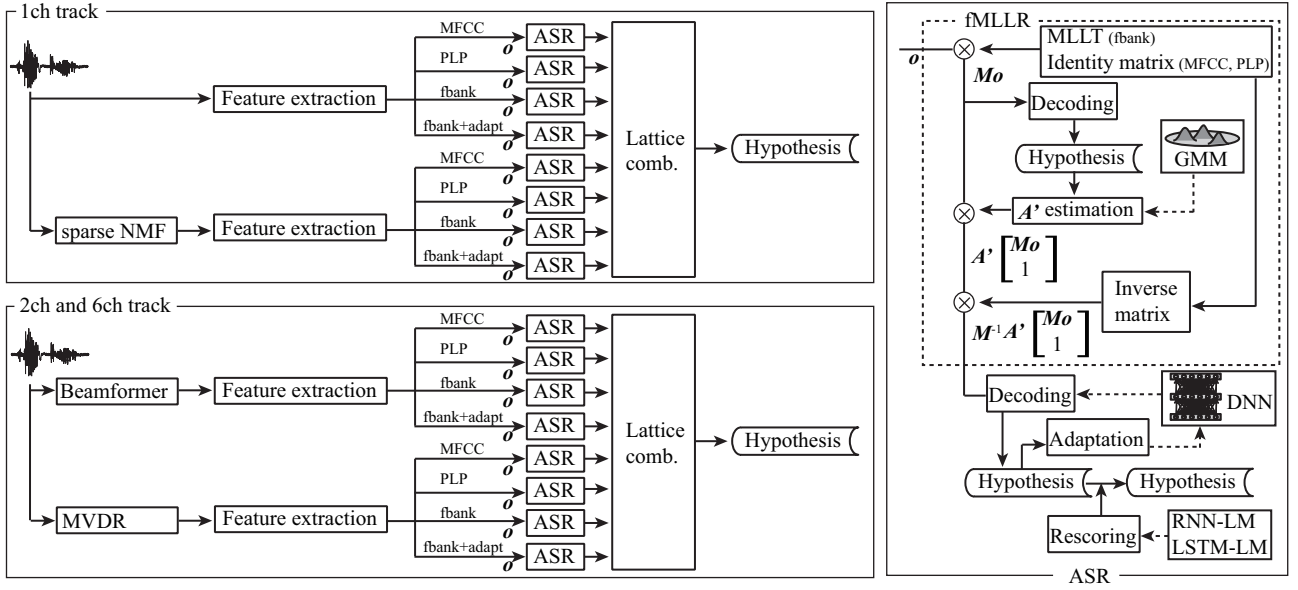 1ch track
Feature extraction
sparse NMF
Feature extraction
MFCC
o
ASR
PLP
o
ASR
fbank
o
ASR
fbank+adapt
o
ASR
MFCC
o
ASR
PLP
o
ASR
fbank
o
ASR
fbank+adapt
o
ASR
Lattice
comb.
Hypothesis
2ch and 6ch track
Beamformer
Feature extraction
MVDR
Feature extraction
MFCC
o
ASR
PLP
o
ASR
fbank
o
ASR
fbank+adapt
o
ASR
MFCC
o
ASR
PLP
o
ASR
fbank
o
ASR
fbank+adapt
o
ASR
Lattice
comb.
Hypothesis
fMLLR
o
MLLT (fbank)
Identity matrix (MFCC, PLP)
Mo
Decoding
Hypothesis
GMM
A' estimation
A' [Mo
1]
Inverse
matrix
M-1 A' [Mo
1]
Decoding
DNN
Adaptation
Hypothesis
Hypothesis
Rescoring
RNN-LM
LSTM-LM
ASR